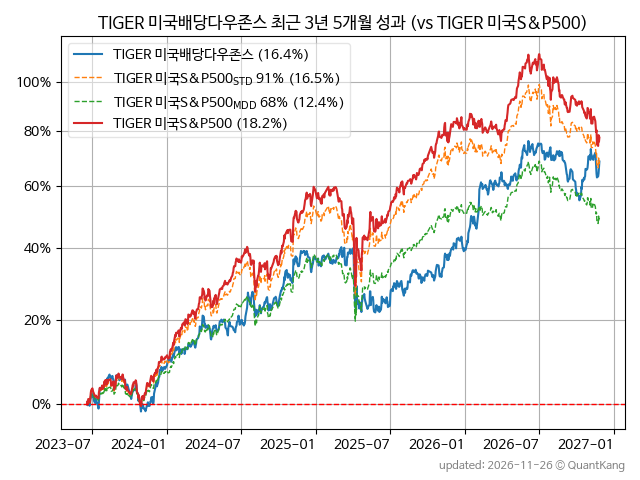 TIGER 미국배당다우존스 최근 3년 5개월 성과 (vs TIGER 미국S&P500)
TIGER 미국배당다우존스 (16.4%)
TIGER 미국S&P500STD 91% (16.5%)
TIGER 미국S&P500MDD 68% (12.4%)
TIGER 미국S&P500 (18.2%)
100%
80%
60%
40%
20%
0%
2023-07 2024-01 2024-07 2025-01 2025-07 2026-01 2026-07 2027-01
updated: 2026-11-26 © QuantKang